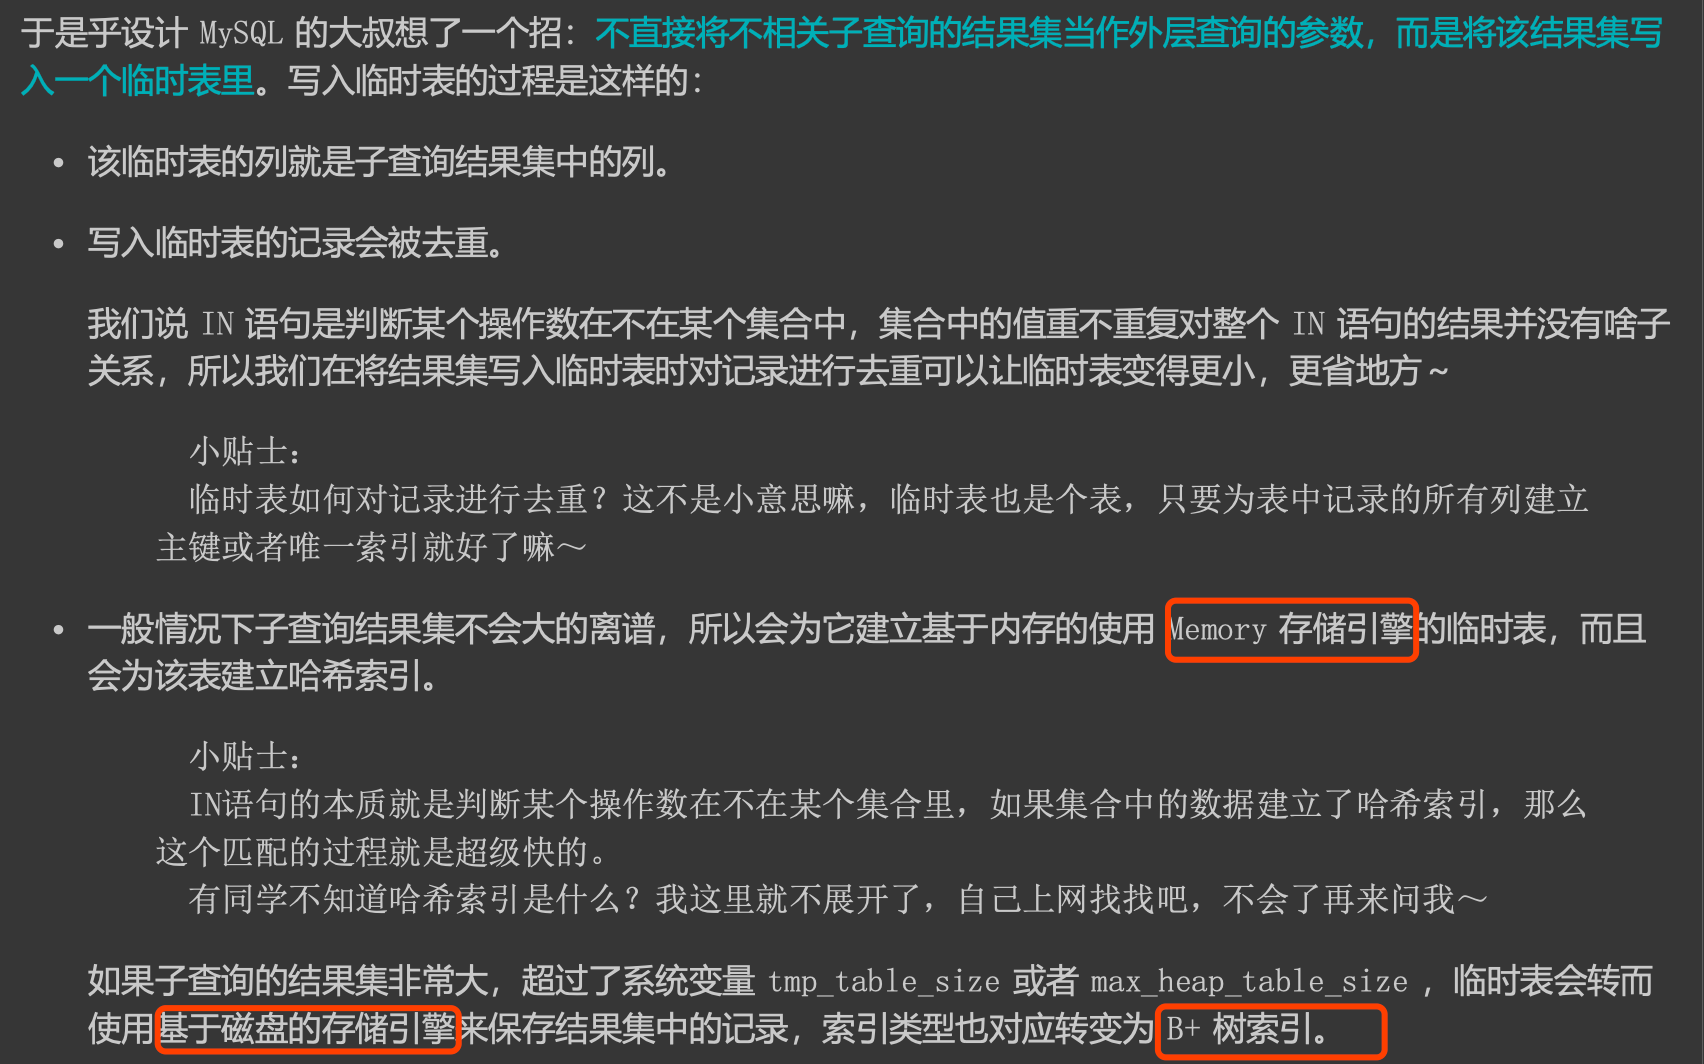 于是乎设计 MySQL 的大叔想了一个招：不直接将不相关子查询的结果集当作外层查询的参数，而是将该结果集写
入一个临时表里。写入临时表的过程是这样的：
• 该临时表的列就是子查询结果集中的列。
• 写入临时表的记录会被去重。
我们说 IN 语句是判断某个操作数在不在某个集合中，集合中的值重不重复对整个 IN 语句的结果并没有啥子
关系，所以我们在将结果集写入临时表时对记录进行去重可以让临时表变得更小，更省地方～
小贴士：
临时表如何对记录进行去重？这不是小意思嘛，临时表也是个表，只要为表中记录的所有列建立
主键或者唯一索引就好了嘛～
• 一般情况下子查询结果集不会大的离谱，所以会为它建立基于内存的使用 Memory 存储引擎的临时表，而且
会为该表建立哈希索引。
小贴士：
IN语句的本质就是判断某个操作数在不在某个集合里，如果集合中的数据建立了哈希索引，那么
这个匹配的过程就是超级快的。
有同学不知道哈希索引是什么？我这里就不展开了，自己上网找找吧，不会了再来问我～
如果子查询的结果集非常大，超过了系统变量 tmp_table_size 或者 max_heap_table_size ，临时表会转而
使用基于磁盘的存储引擎来保存结果集中的记录，索引类型也对应转变为 B+ 树索引。